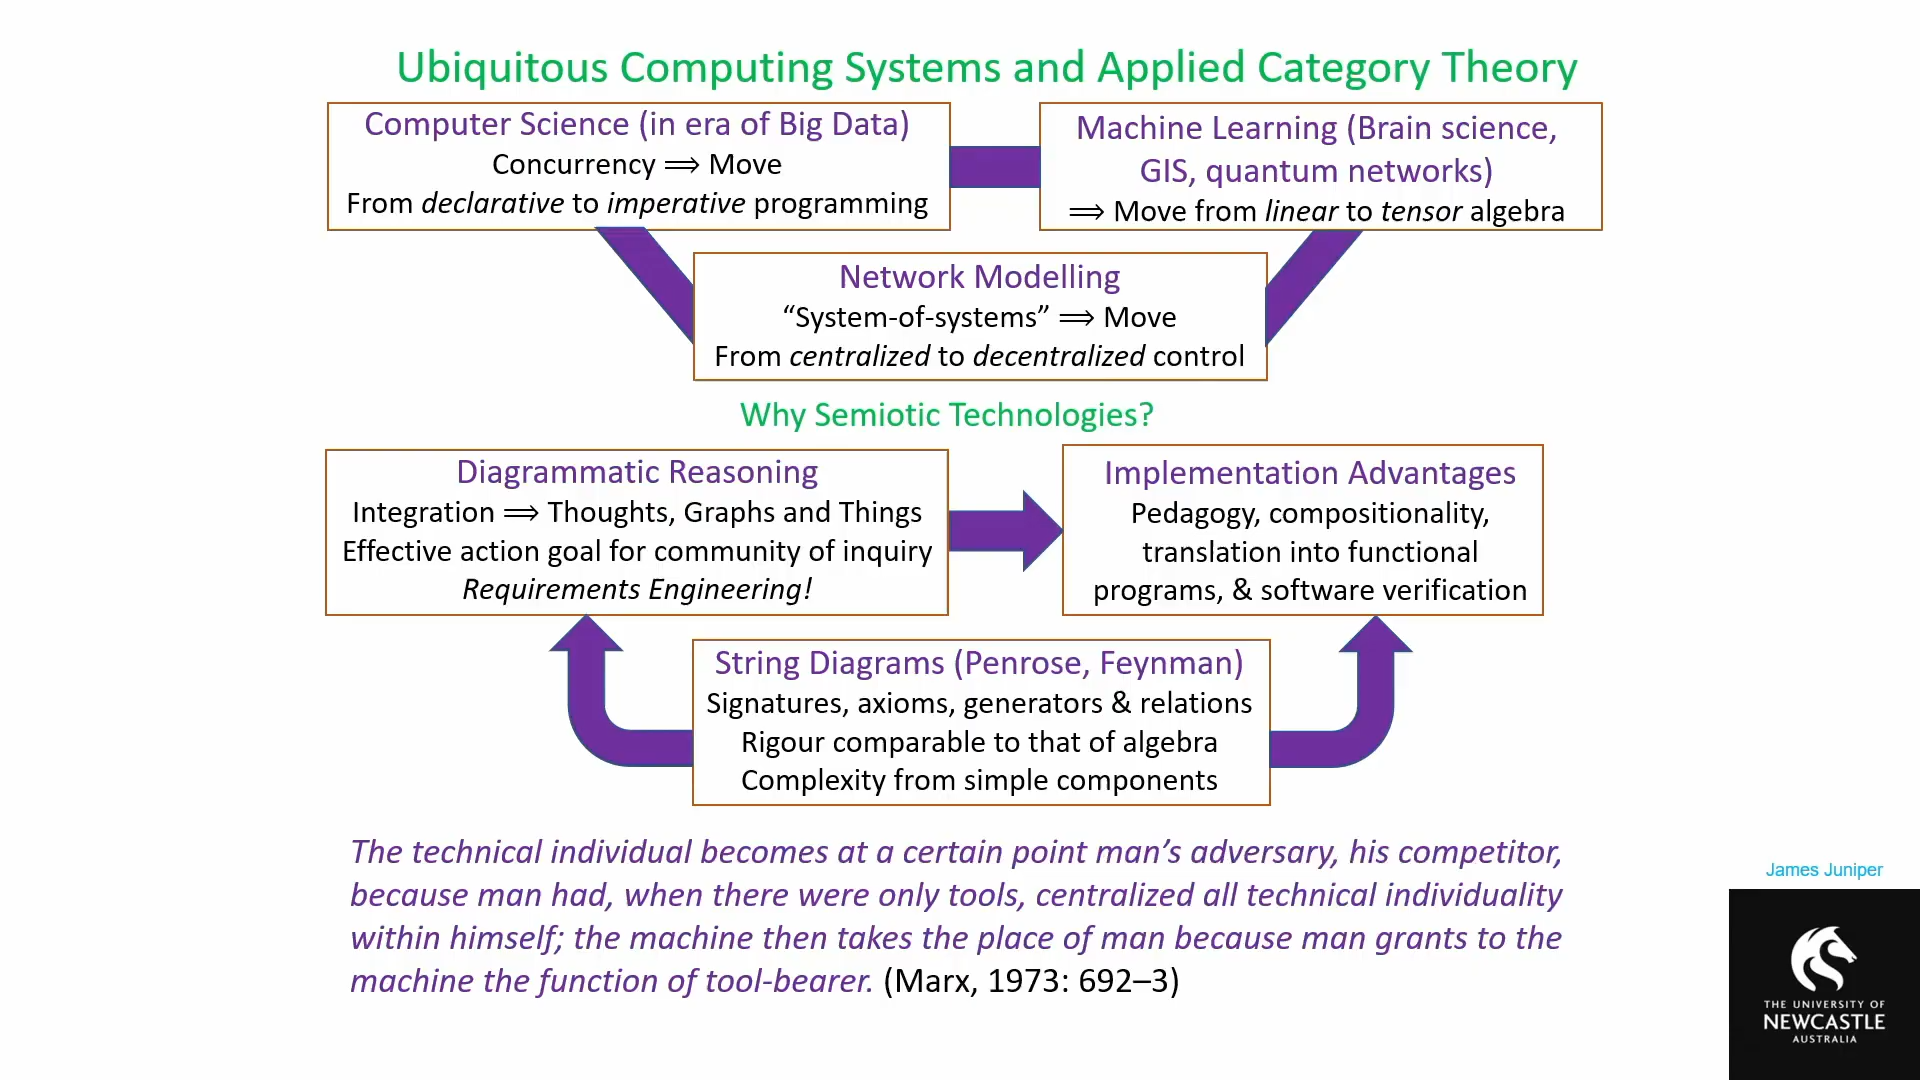 Ubiquitous Computing Systems and Applied Category Theory
Computer Science (in era of Big Data)
Concurrency ⟹ Move
From declarative to imperative programming
Machine Learning (Brain science,
GIS, quantum networks)
⟹ Move from linear to tensor algebra
Network Modelling
“System-of-systems” ⟹ Move
From centralized to decentralized control
Why Semiotic Technologies?
Diagrammatic Reasoning
Integration ⟹ Thoughts, Graphs and Things
Effective action goal for community of inquiry
Requirements Engineering!
Implementation Advantages
Pedagogy, compositionality,
translation into functional
programs, & software verification
String Diagrams (Penrose, Feynman)
Signatures, axioms, generators & relations
Rigour comparable to that of algebra
Complexity from simple components
The technical individual becomes at a certain point man’s adversary, his competitor,
because man had, when there were only tools, centralized all technical individuality
within himself; the machine then takes the place of man because man grants to the
machine the function of tool-bearer. (Marx, 1973: 692–3)
James Juniper
THE UNIVERSITY OF
NEWCASTLE
AUSTRALIA